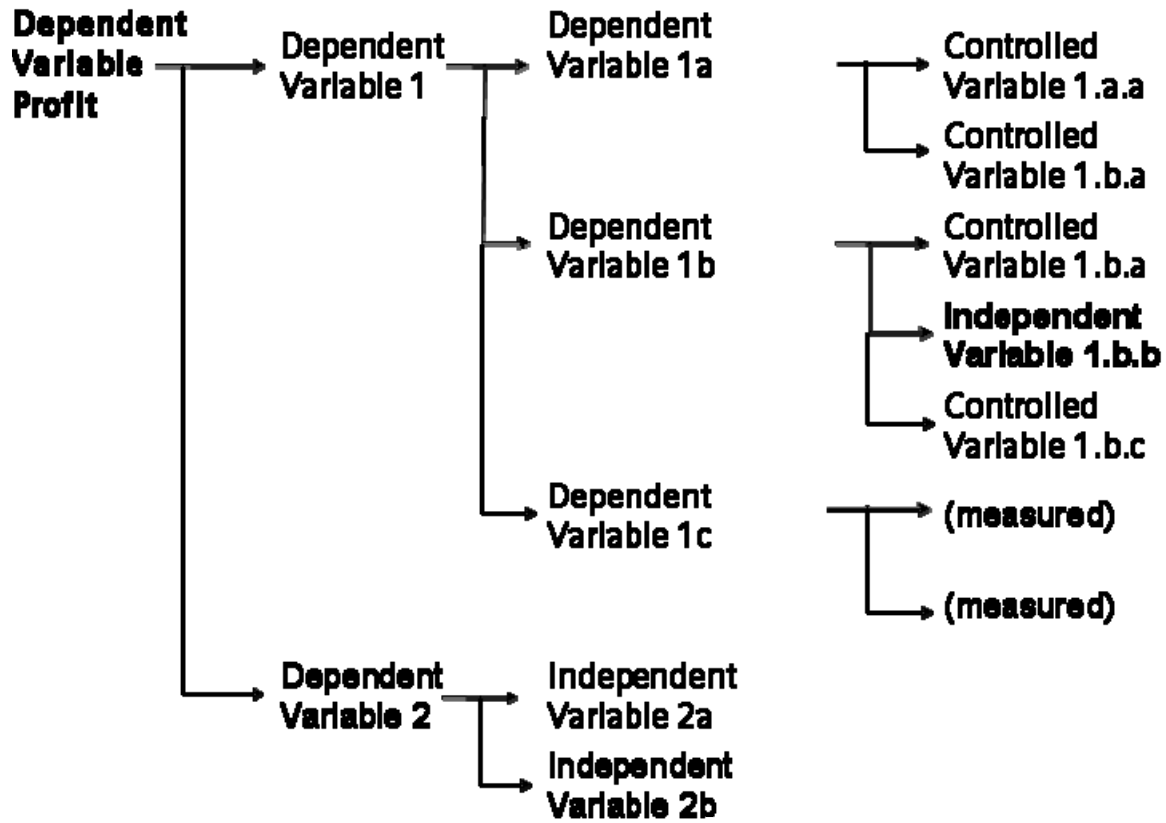 Dependent
Variable
Profit
Dependent
Variable 1
Dependent
Variable 1a
Controlled
Variable 1.a.a
Controlled
Variable 1.b.a
Dependent
Variable 1b
Controlled
Variable 1.b.a
Independent
Variable 1.b.b
Controlled
Variable 1.b.c
Dependent
Variable 1c
(measured)
(measured)
Dependent
Variable 2
Independent
Variable 2a
Independent
Variable 2b